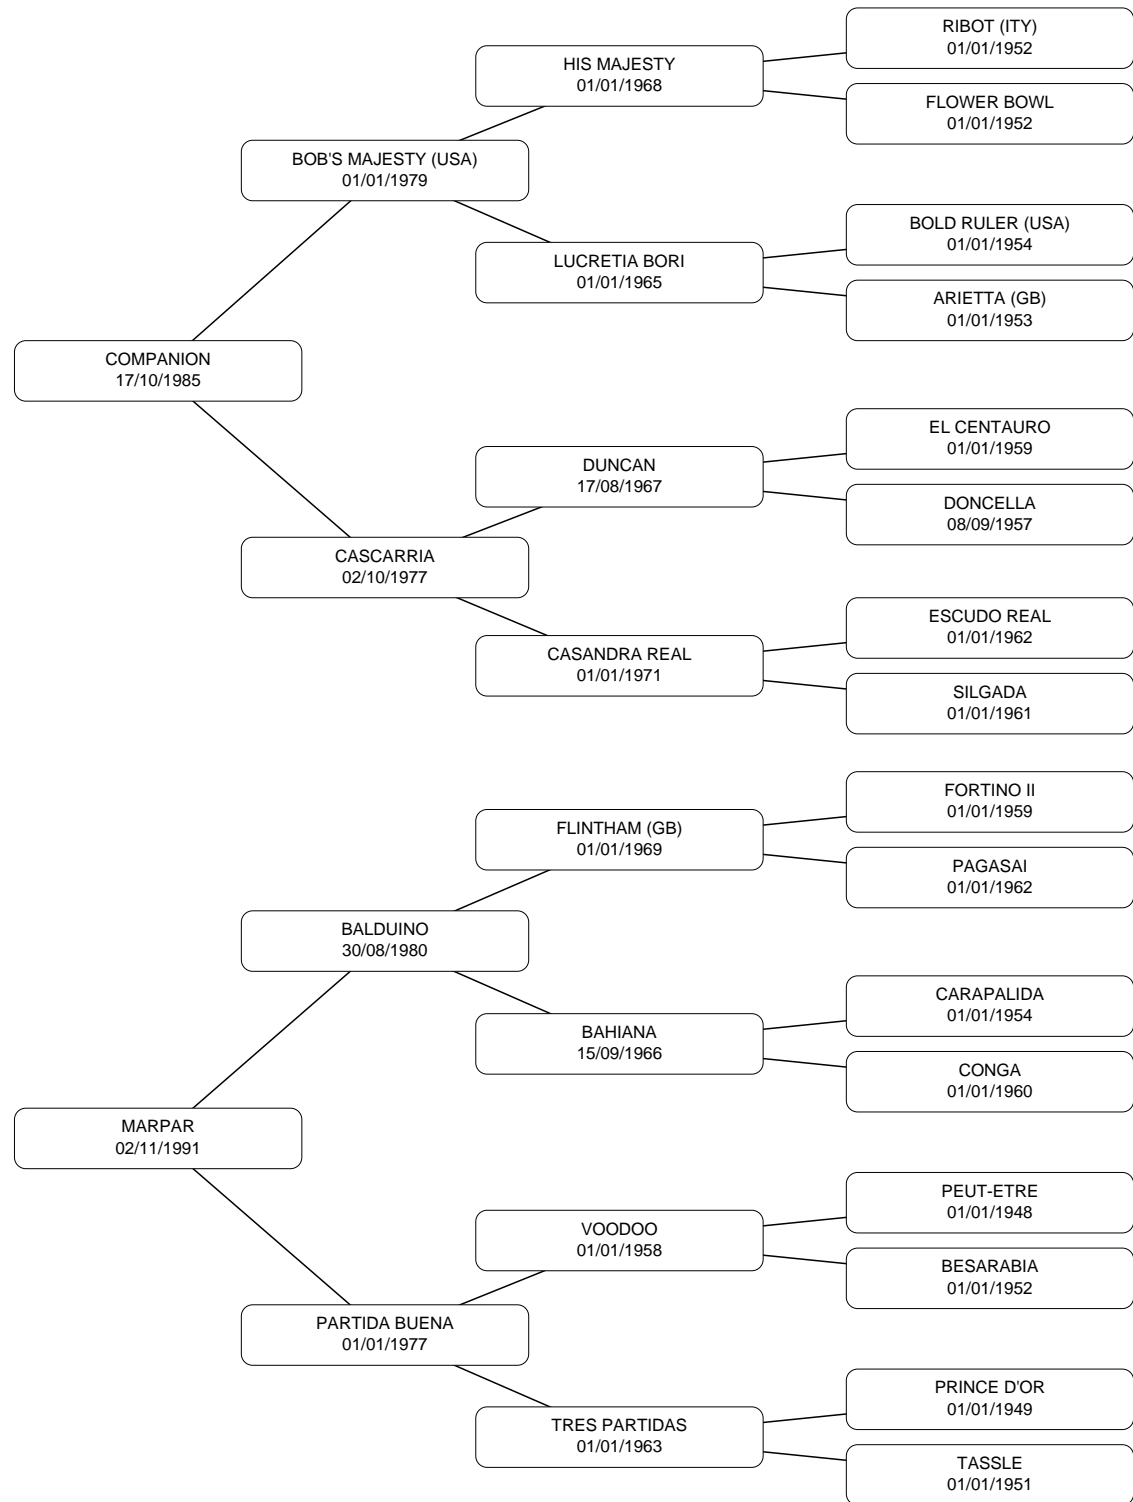 RIBOT (ITY)
01/01/1952
HIS MAJESTY
01/01/1968
FLOWER BOWL
01/01/1952
BOB'S MAJESTY (USA)
01/01/1979
BOLD RULER (USA)
01/01/1954
LUCRETIA BORI
01/01/1965
ARIETTA (GB)
01/01/1953
COMPANION
17/10/1985
EL CENTAURO
01/01/1959
DUNCAN
17/08/1967
DONCELLA
08/09/1957
CASCARRIA
02/10/1977
ESCUDO REAL
01/01/1962
CASANDRA REAL
01/01/1971
SILGADA
01/01/1961
FORTINO II
01/01/1959
FLINTHAM (GB)
01/01/1969
PAGASAI
01/01/1962
BALDUINO
30/08/1980
CARAPALIDA
01/01/1954
BAHIANA
15/09/1966
CONGA
01/01/1960
MARPAR
02/11/1991
PEUT-ETRE
01/01/1948
VOODOO
01/01/1958
BESARABIA
01/01/1952
PARTIDA BUENA
01/01/1977
PRINCE D'OR
01/01/1949
TRES PARTIDAS
01/01/1963
TASSLE
01/01/1951